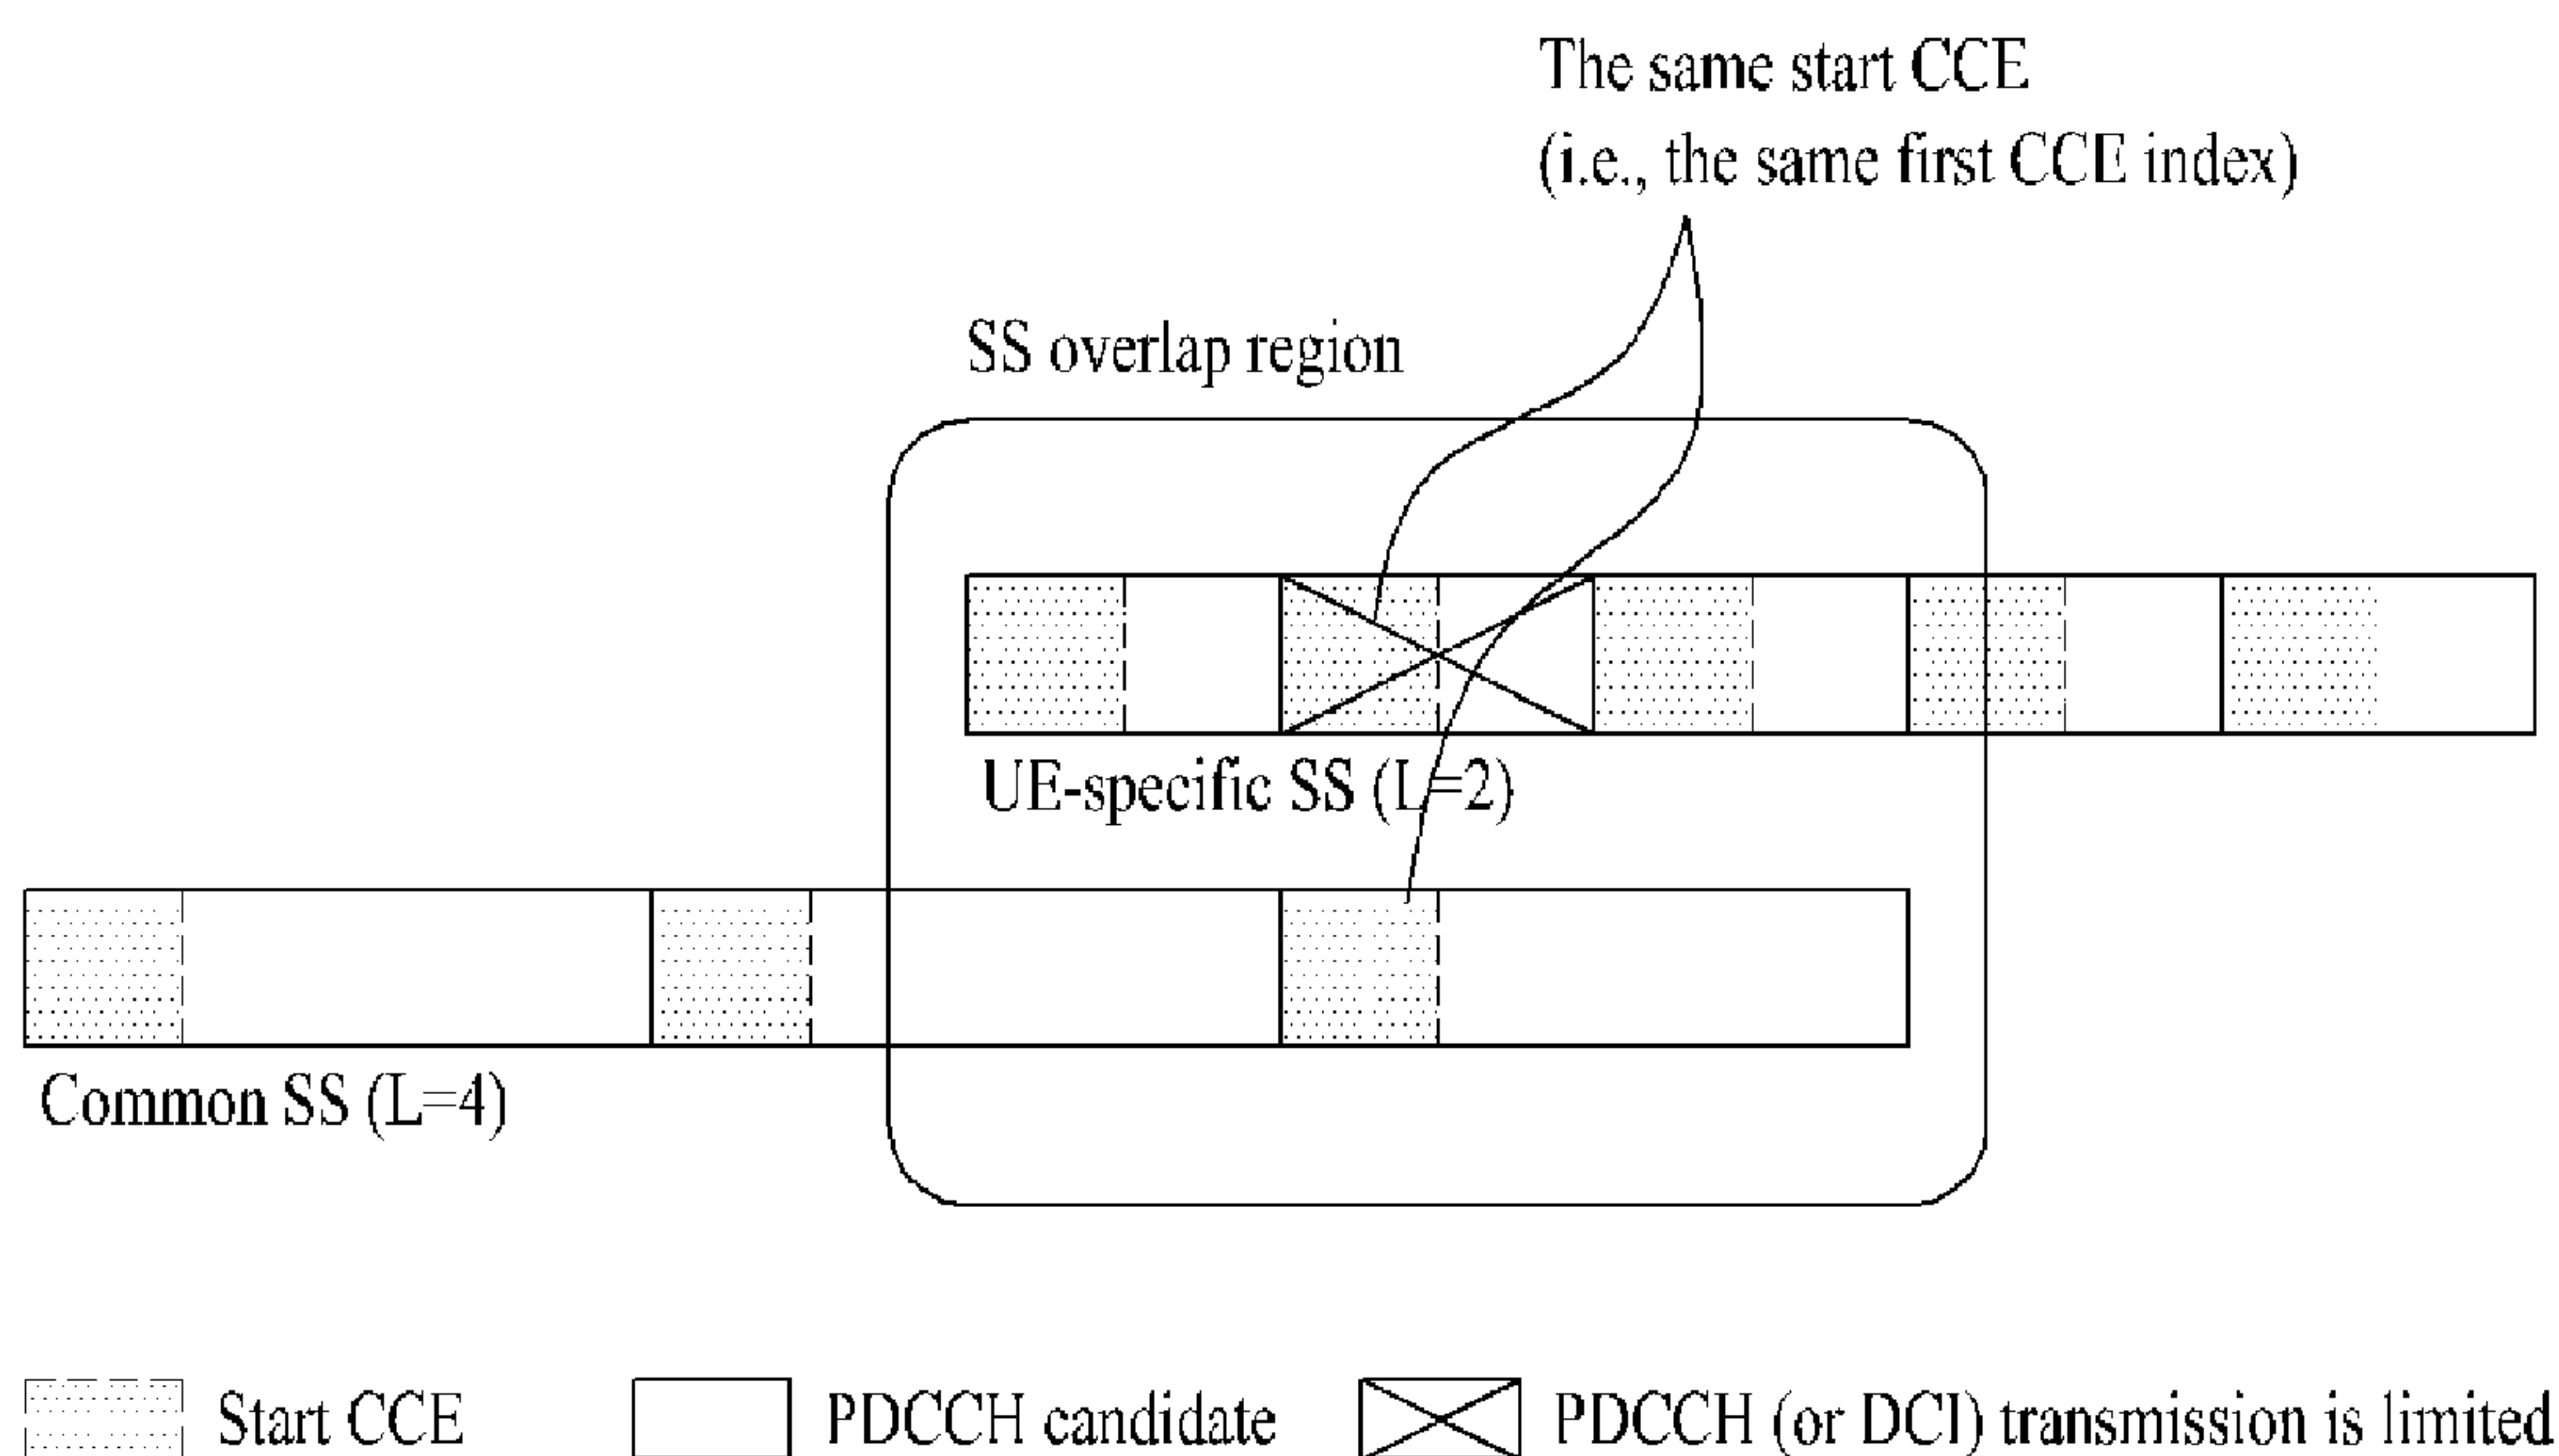 The same start CCE
(i.e., the same first CCE index)
SS overlap region
UE-specific SS (L=2)
Common SS (L=4)
Start CCE
PDCCH candidate
PDCCH (or DCI) transmission is limited